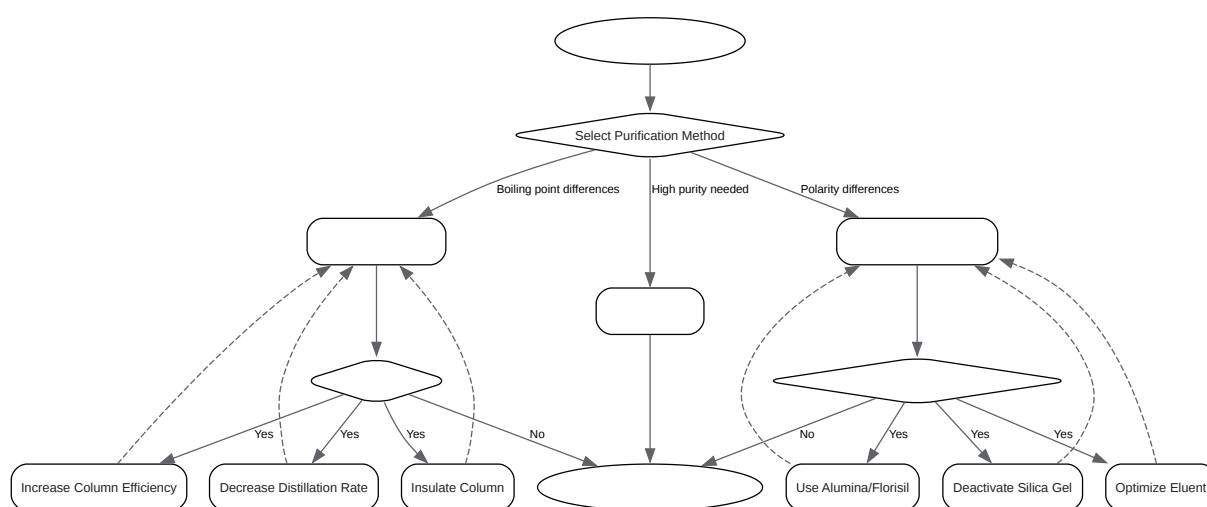 Select Purification Method
Boiling point differences
High purity needed
Polarity differences
Yes
Yes
Yes
No
No
Yes
Yes
Yes
Increase Column Efficiency
Decrease Distillation Rate
Insulate Column
Use Alumina/Florisil
Deactivate Silica Gel
Optimize Eluent